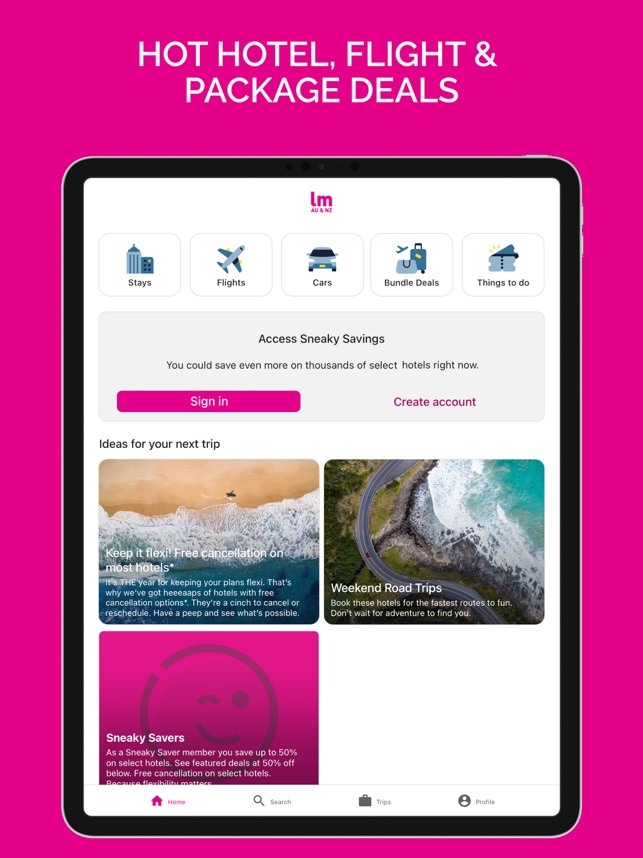 HOT HOTEL, FLIGHT &
PACKAGE DEALS
lm
AU & NZ
Stays
Flights
Cars
Bundle Deals
Things to do
Access Sneaky Savings
You could save even more on thousands of select hotels right now.
Sign in
Create account
Ideas for your next trip
Keep it flexi! Free cancellation on
most hotels*
It's THE year for keeping your plans flexi. That's
why we've got heeeaaps of hotels with free
cancellation options*. They're a cinch to cancel or
reschedule. Have a peep and see what's possible.
Weekend Road Trips
Book these hotels for the fastest routes to fun.
Don't wait for adventure to find you.
Sneaky Savers
As a Sneaky Saver member you save up to 50%
on select hotels. See featured deals at 50% off
below. Free cancellation on select hotels.
Because flexibility matters
Home
Search
Trips
Profile